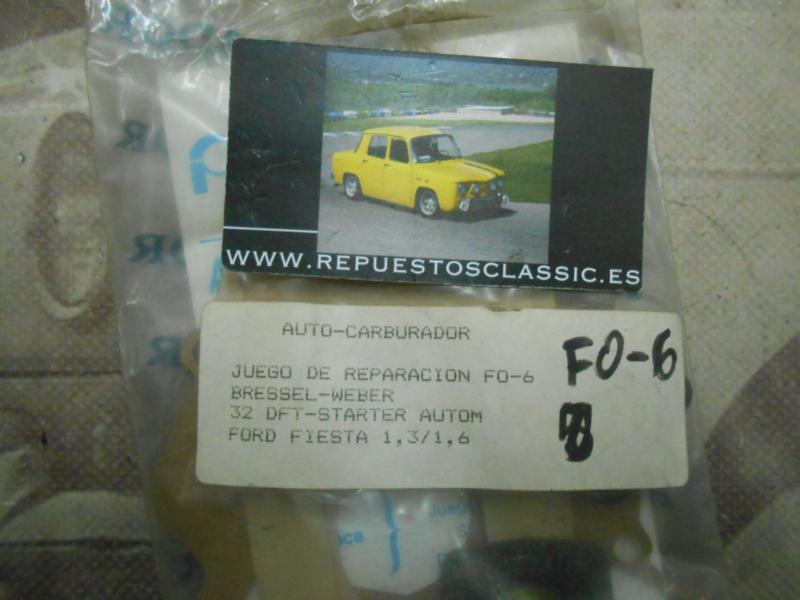 WWW.REPUESTOSCLASSIC.ES
AUTO-CARBURADOR
JUEGO DE REPARACION FO-6
BRESSEL-WEBER
32 DFT-STARTER AUTOM
FORD FIESTA 1,3/1,6
FO-6